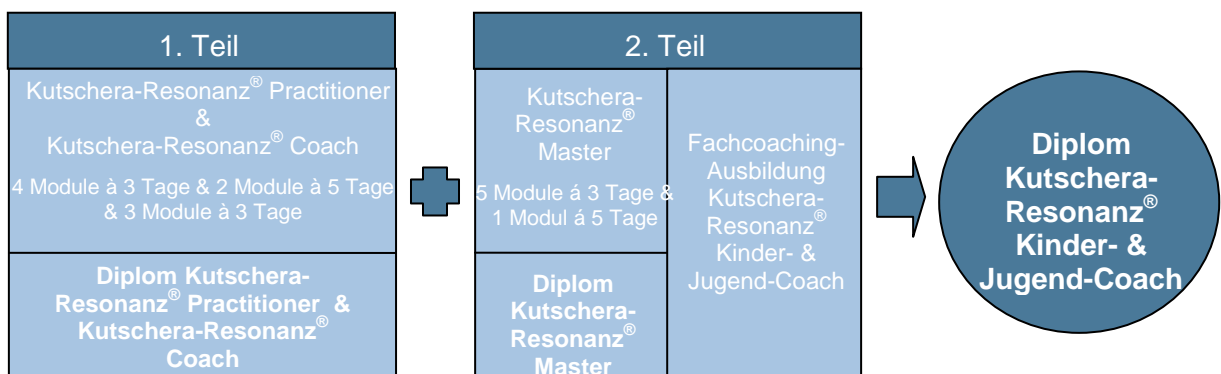 1. Teil
Kutschera-Resonanz® Practitioner
&
Kutschera-Resonanz® Coach
4 Module à 3 Tage & 2 Module à 5 Tage
& 3 Module à 3 Tage
Diplom Kutschera-
Resonanz® Practitioner &
Kutschera-Resonanz®
Coach
2. Teil
Kutschera-
Resonanz®
Master
5 Module á 3 Tage &
1 Modul á 5 Tage
Diplom
Kutschera-
Resonanz®
Master
Fachcoaching-
Ausbildung
Kutschera-
Resonanz®
Kinder- &
Jugend-Coach
Diplom
Kutschera-
Resonanz®
Kinder- &
Jugend-Coach